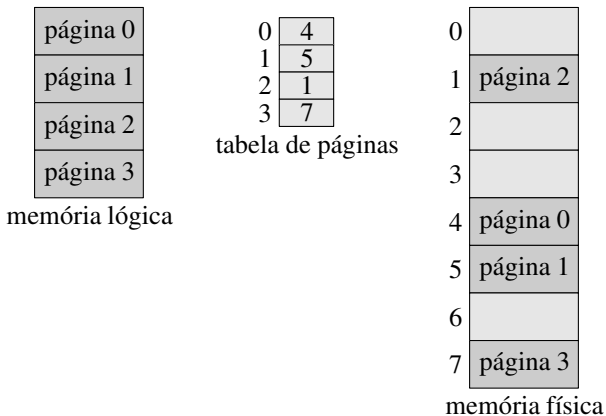 página 0
página 1
página 2
página 3
memória lógica
0 4
1 5
2 1
3 7
tabela de páginas
0
1 página 2
2
3
4 página 0
5 página 1
6
7 página 3
memória física